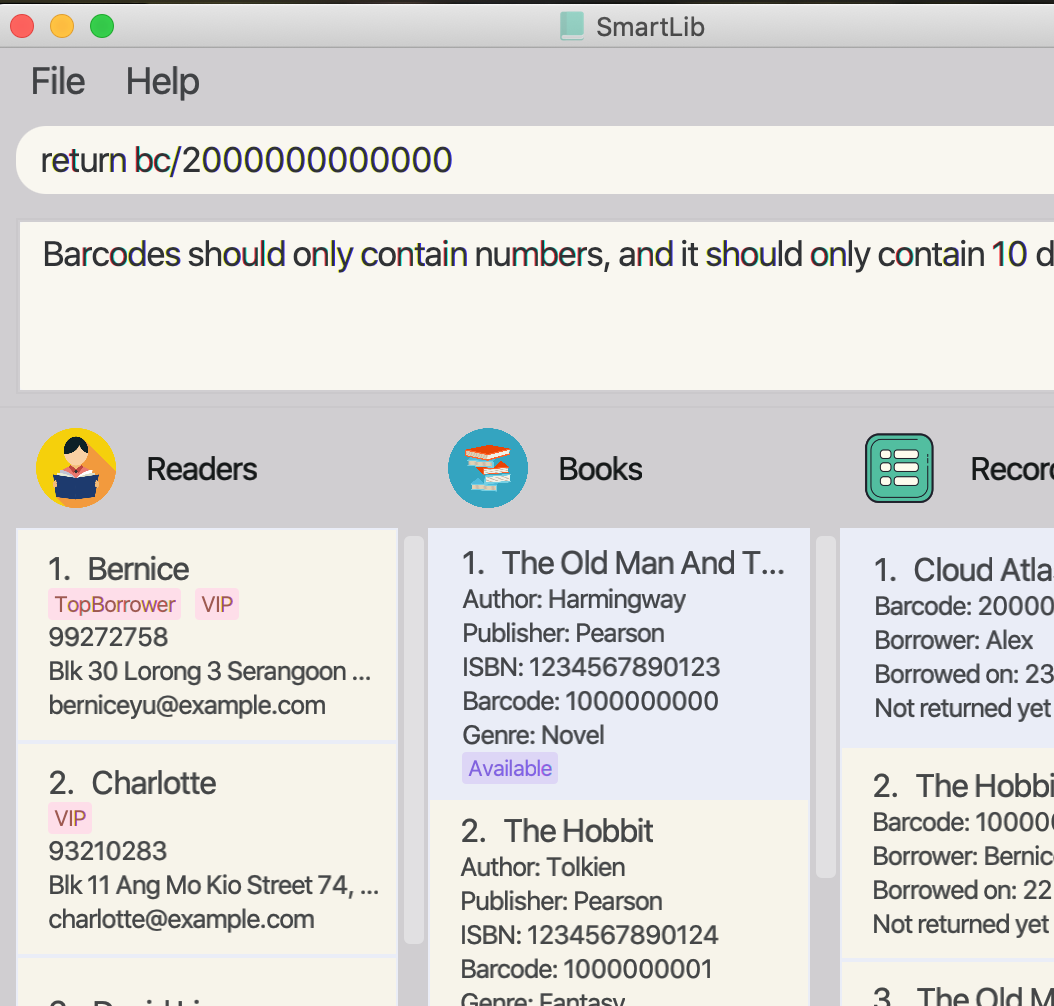 SmartLib
File Help
return bc/2000000000000
Barcodes should only contain numbers, and it should only contain 10 d
Readers
1. Bernice
TopBorrower VIP
99272758
Blk 30 Lorong 3 Serangoon ...
berniceyu@example.com
2. Charlotte
VIP
93210283
Blk 11 Ang Mo Kio Street 74, ...
charlotte@example.com
Books
1. The Old Man And T...
Author: Harmingway
Publisher: Pearson
ISBN: 1234567890123
Barcode: 1000000000
Genre: Novel
Available
2. The Hobbit
Author: Tolkien
Publisher: Pearson
ISBN: 1234567890124
Barcode: 1000000001
Genre: Fantasy
Recor
1. Cloud Atla
Barcode: 20000
Borrower: Alex
Borrowed on: 23
Not returned yet
2. The Hobbi
Barcode: 10000
Borrower: Bernic
Borrowed on: 22
Not returned yet
3. The Old M